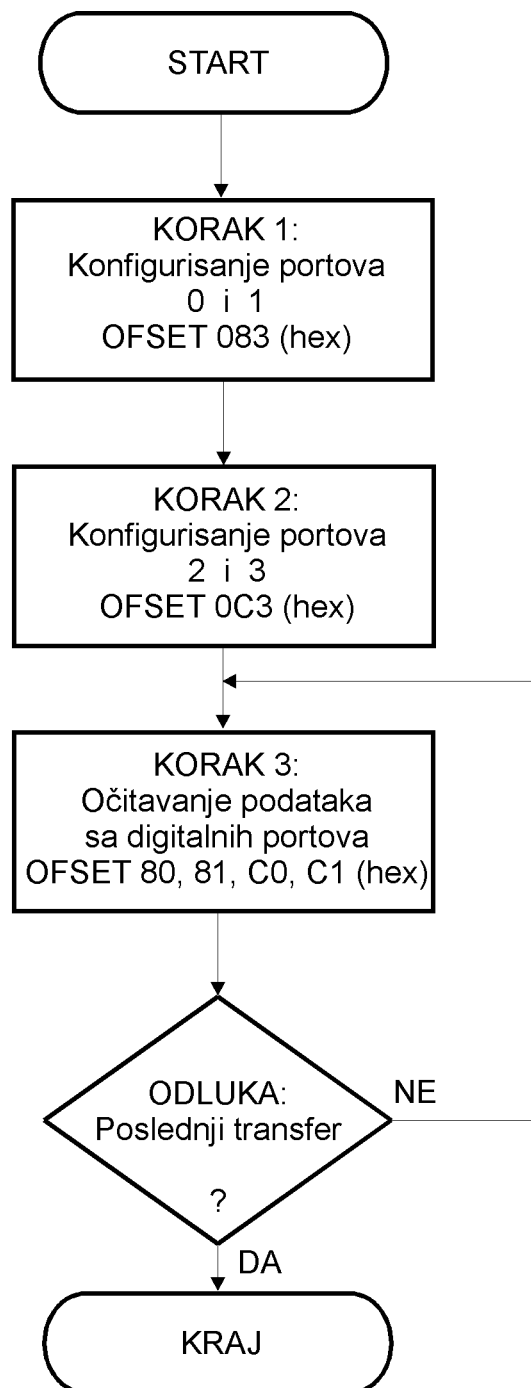 START
KORAK 1:
Konfigurisanje portova
0 i 1
OFSET 083 (hex)
KORAK 2:
Konfigurisanje portova
2 i 3
OFSET 0C3 (hex)
KORAK 3:
Očitavanje podataka
sa digitalnih portova
OFSET 80, 81, C0, C1 (hex)
ODLUKA:
Poslednji transfer
?
NE
DA
KRAJ